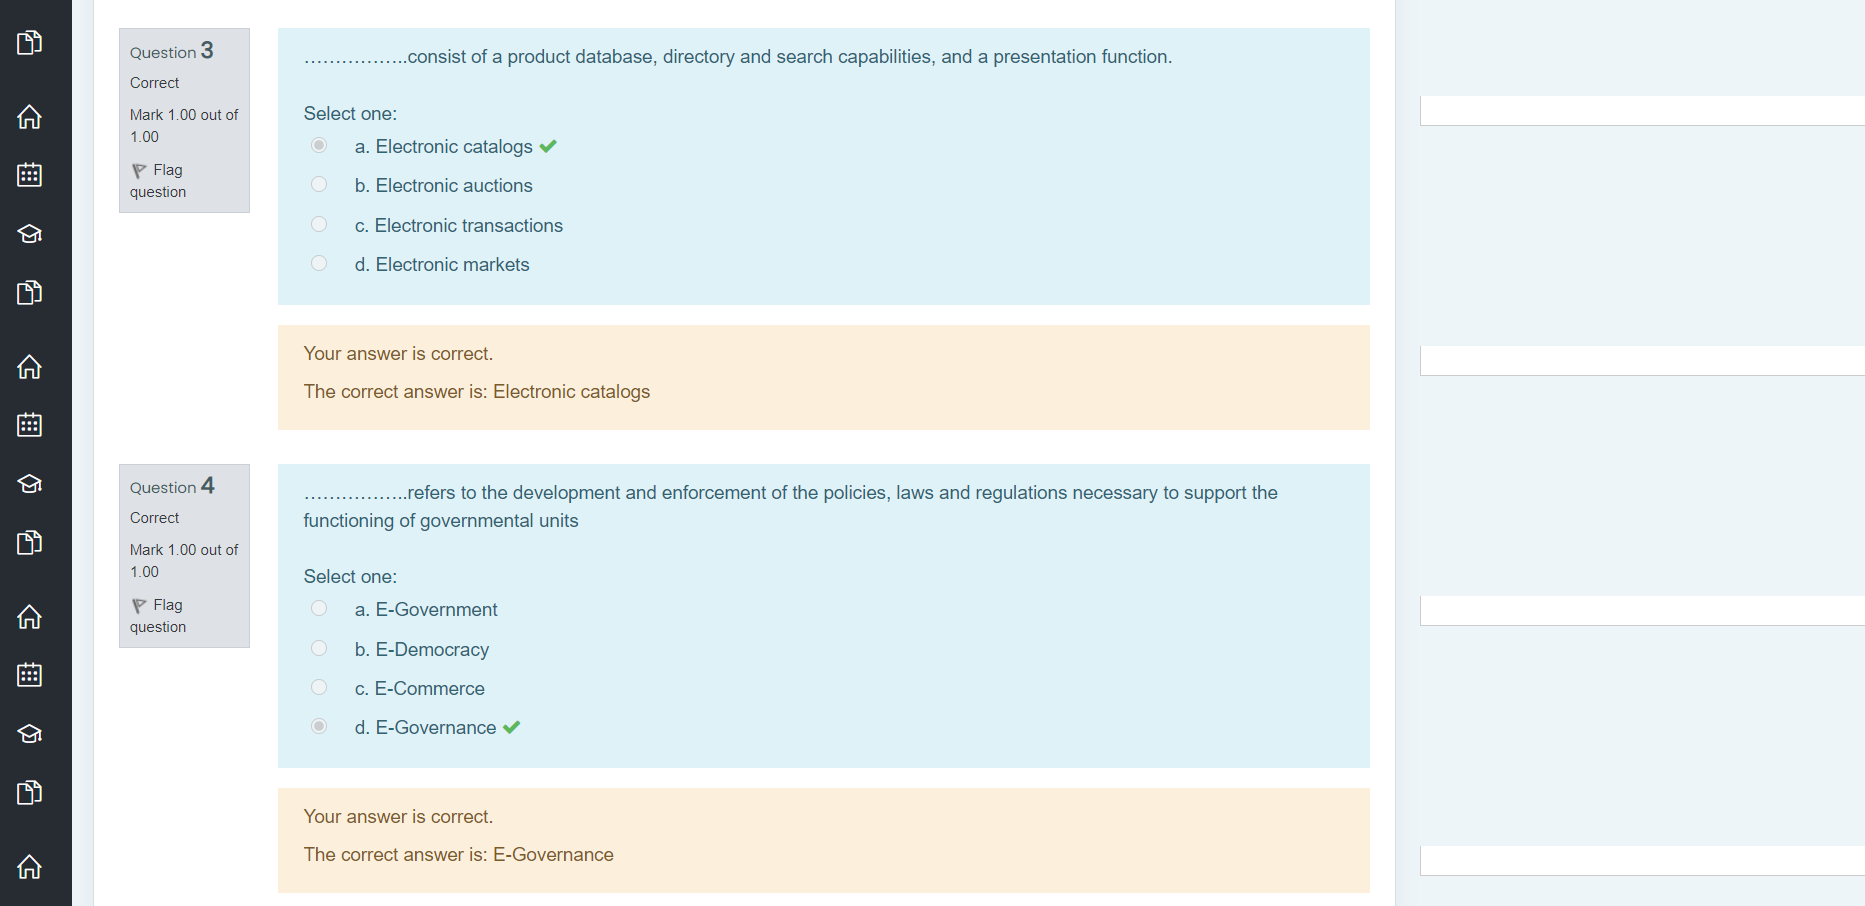 Question 3
Correct
Mark 1.00 out of
1.00
Flag
question
……………..consist of a product database, directory and search capabilities, and a presentation function.
Select one:
a. Electronic catalogs
b. Electronic auctions
c. Electronic transactions
d. Electronic markets
Your answer is correct.
The correct answer is: Electronic catalogs
Question 4
Correct
Mark 1.00 out of
1.00
Flag
question
……………..refers to the development and enforcement of the policies, laws and regulations necessary to support the
functioning of governmental units
Select one:
a. E-Government
b. E-Democracy
c. E-Commerce
d. E-Governance
Your answer is correct.
The correct answer is: E-Governance